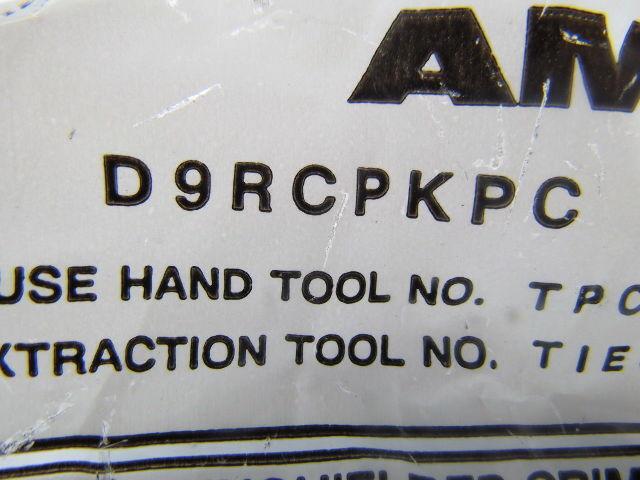 AM
D9RCPKPC
USE HAND TOOL NO. TPC
XTRACTION TOOL NO. TIE